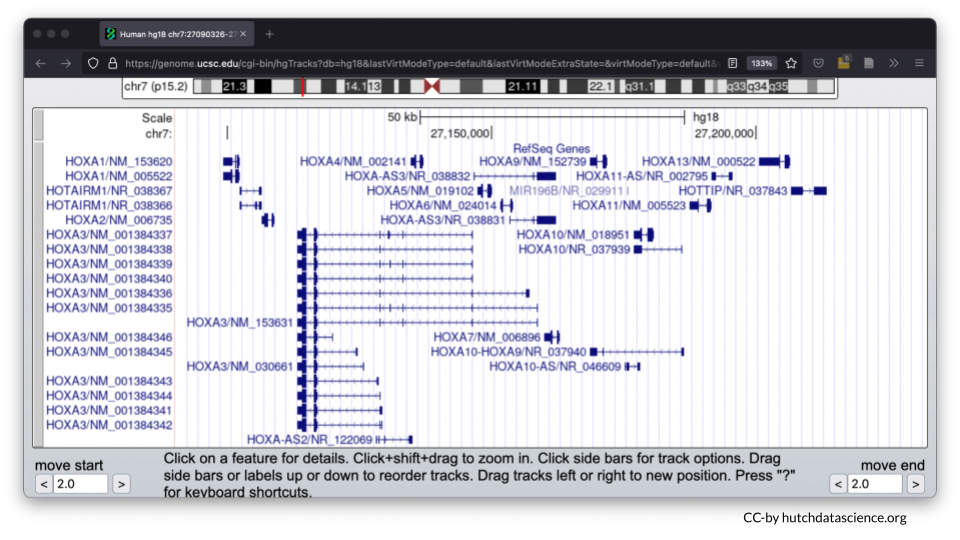 Human hg18 chr7:27090326-27
https://genome.ucsc.edu/cgi-bin/hgTracks?db=hg18&lastVirtModeType=default&lastVirtModeExtraState=&virtModeType=default& 133%
chr7 (p15.2) 21.3 14.1 13 21.11 22.1 q31.1 q33 q34 q35
Scale 50 kb hg18
chr7: 27,150,000 27,200,000
RefSeq Genes
HOXA1/NM_153620 HOXA4/NM_002141 HOXA9/NM_152739 HOXA13/NM_000522
HOXA1/NM_005522 HOXA-AS3/NR_038832 HOXA11-AS/NR_002795
HOTAIRM1/NR_038367 HOXA5/NM_019102 MIR196B/NR_029911 HOTTIP/NR_037843
HOTAIRM1/NR_038366 HOXA6/NM_024014 HOXA11/NM_005523
HOXA2/NM_006735 HOXA-AS3/NR_038831
HOXA3/NM_001384337 HOXA10/NM_018951
HOXA3/NM_001384338 HOXA10/NR_037939
HOXA3/NM_001384339
HOXA3/NM_001384340
HOXA3/NM_001384336
HOXA3/NM_001384335
HOXA3/NM_153631
HOXA3/NM_001384346 HOXA7/NM_006896
HOXA3/NM_001384345 HOXA10-HOXA9/NR_037940
HOXA3/NM_030661 HOXA10-AS/NR_046609
HOXA3/NM_001384343
HOXA3/NM_001384344
HOXA3/NM_001384341
HOXA3/NM_001384342
HOXA-AS2/NR_122069
move start
< 2.0 >
Click on a feature for details. Click+shift+drag to zoom in. Click side bars for track options. Drag
side bars or labels up or down to reorder tracks. Drag tracks left or right to new position. Press "?"
for keyboard shortcuts.
move end
< 2.0 >
CC-by hutchdatascience.org